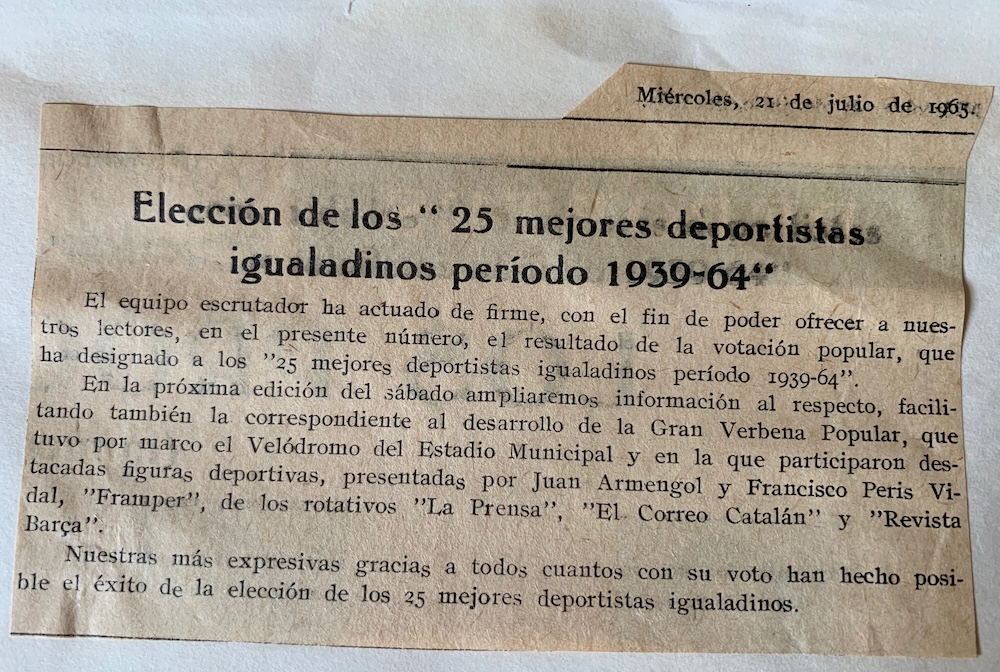 Miércoles, 21 de julio de 1965.
Elección de los “ 25 mejores deportistas
igualadinos período 1939-64“
El equipo escrutador ha actuado de firme, con el fin de poder ofrecer a nues-
tros lectores, en el presente número, el resultado de la votación popular, que
ha designado a los ”25 mejores deportistas igualadinos período 1939-64”.
En la próxima edición del sábado ampliaremos información al respecto, facili-
tando también la correspondiente al desarrollo de la Gran Verbena Popular, que
tuvo por marco el Velódromo del Estadio Municipal y en la que participaron des-
tacadas figuras deportivas, presentadas por Juan Armengol y Francisco Peris Vi-
dal, ”Framper”, de los rotativos ”La Prensa”, ”El Correo Catalán” y ”Revista
Barça”.
Nuestras más expresivas gracias a todos cuantos con su voto han hecho posi-
ble el éxito de la elección de los 25 mejores deportistas igualadinos.